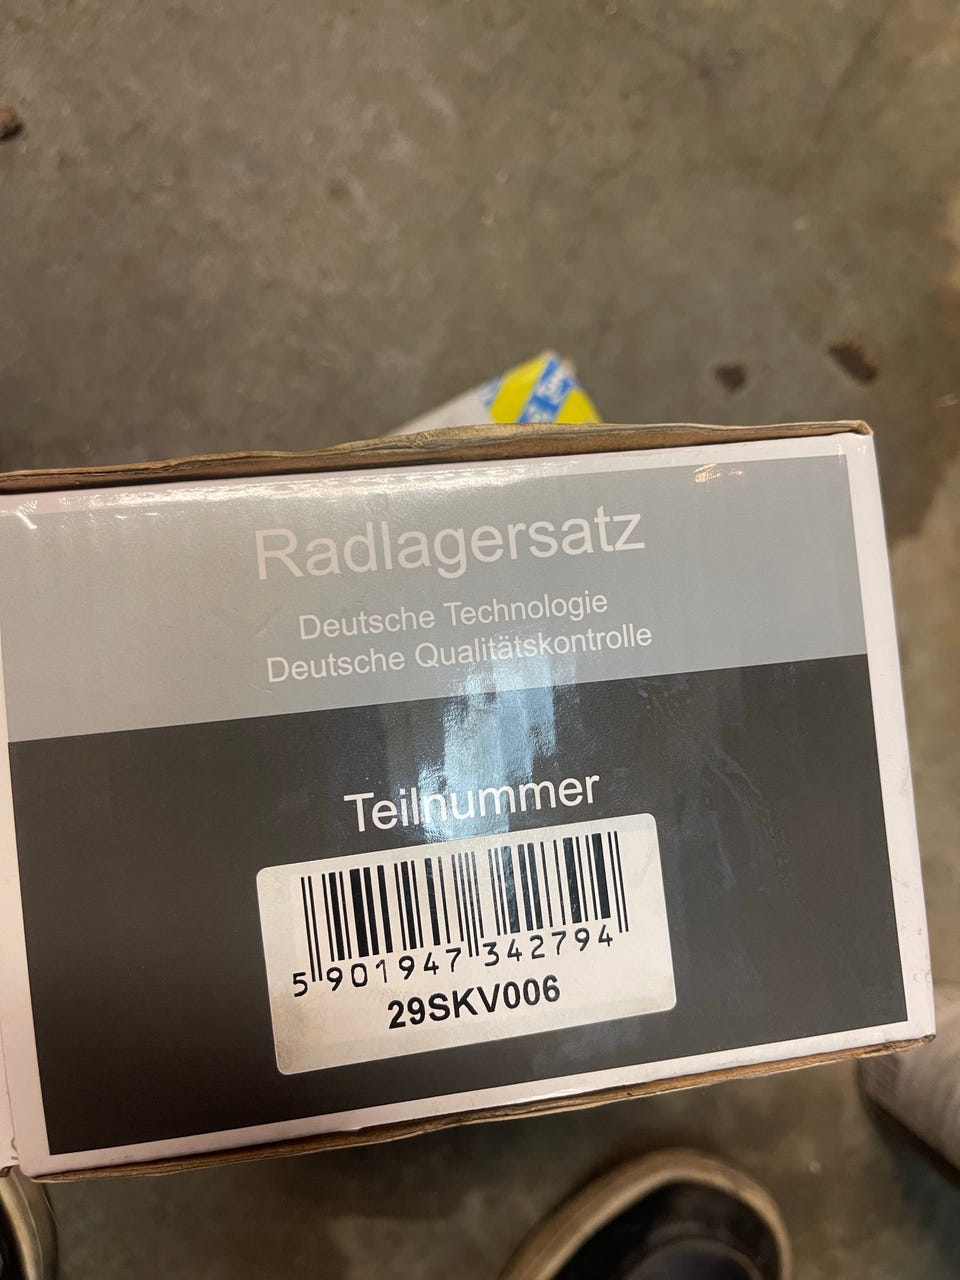 Radlagersatz
Deutsche Technologie
Deutsche Qualitätskontrolle
Teilnummer
5 901947 342794
29SKV006